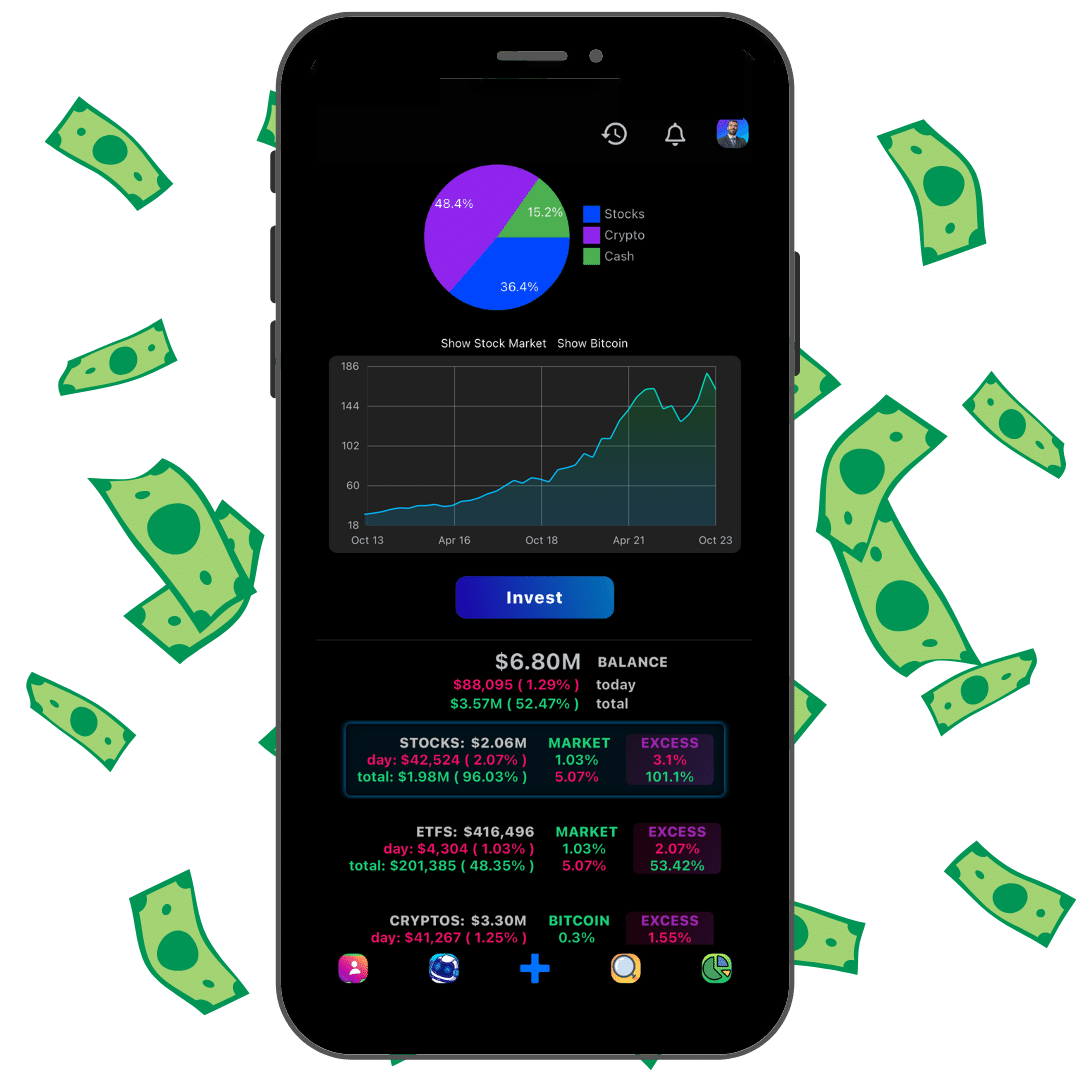 48.4%
15.2%
36.4%
Stocks
Crypto
Cash
Show Stock Market Show Bitcoin
186
144
102
60
18
Oct 13 Apr 16 Oct 18 Apr 21 Oct 23
Invest
$6.80M BALANCE
$88,095 ( 1.29% ) today
$3.57M ( 52.47% ) total
STOCKS: $2.06M MARKET EXCESS
day: $42,524 ( 2.07% ) 1.03% 3.1%
total: $1.98M ( 96.03% ) 5.07% 101.1%
ETFS: $416,496 MARKET EXCESS
day: $4,304 ( 1.03% ) 1.03% 2.07%
total: $201,385 ( 48.35% ) 5.07% 53.42%
CRYPTOS: $3.30M BITCOIN EXCESS
day: $41,267 ( 1.25% ) 0.3% 1.55%